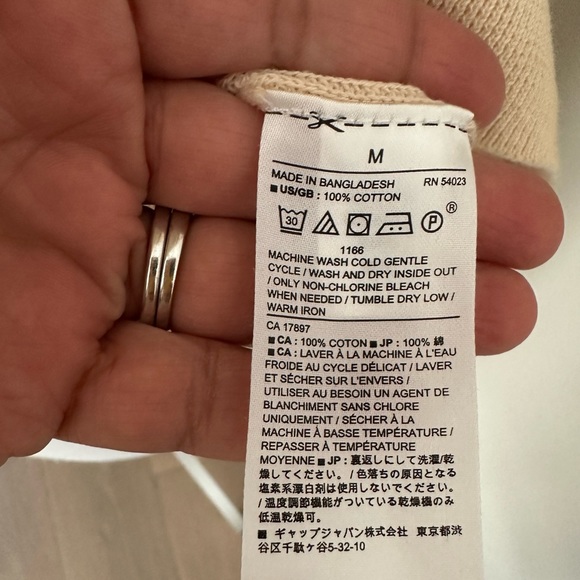 M
MADE IN BANGLADESH RN 54023
■ US/GB : 100% COTTON
30 P ®
1166
MACHINE WASH COLD GENTLE
CYCLE / WASH AND DRY INSIDE OUT
/ ONLY NON-CHLORINE BLEACH
WHEN NEEDED / TUMBLE DRY LOW /
WARM IRON
CA 17897
■ CA : 100% COTON ■ JP : 100% 綿
■ CA : LAVER À LA MACHINE À L'EAU
FROIDE AU CYCLE DÉLICAT / LAVER
ET SÉCHER SUR L'ENVERS /
UTILISER AU BESOIN UN AGENT DE
BLANCHIMENT SANS CHLORE
UNIQUEMENT / SÉCHER À LA
MACHINE À BASSE TEMPÉRATURE /
REPASSER À TEMPÉRATURE
MOYENNE ■ JP : 裏返しにして洗濯/乾
燥してください。/ 色落ちの原因となる
塩素系漂白剤は使用しないでください。
/ 温度調節機能がついている乾燥機のみ
低温乾燥可。
■ ギャップジャパン株式会社 東京都渋
谷区千駄ヶ谷5-32-10